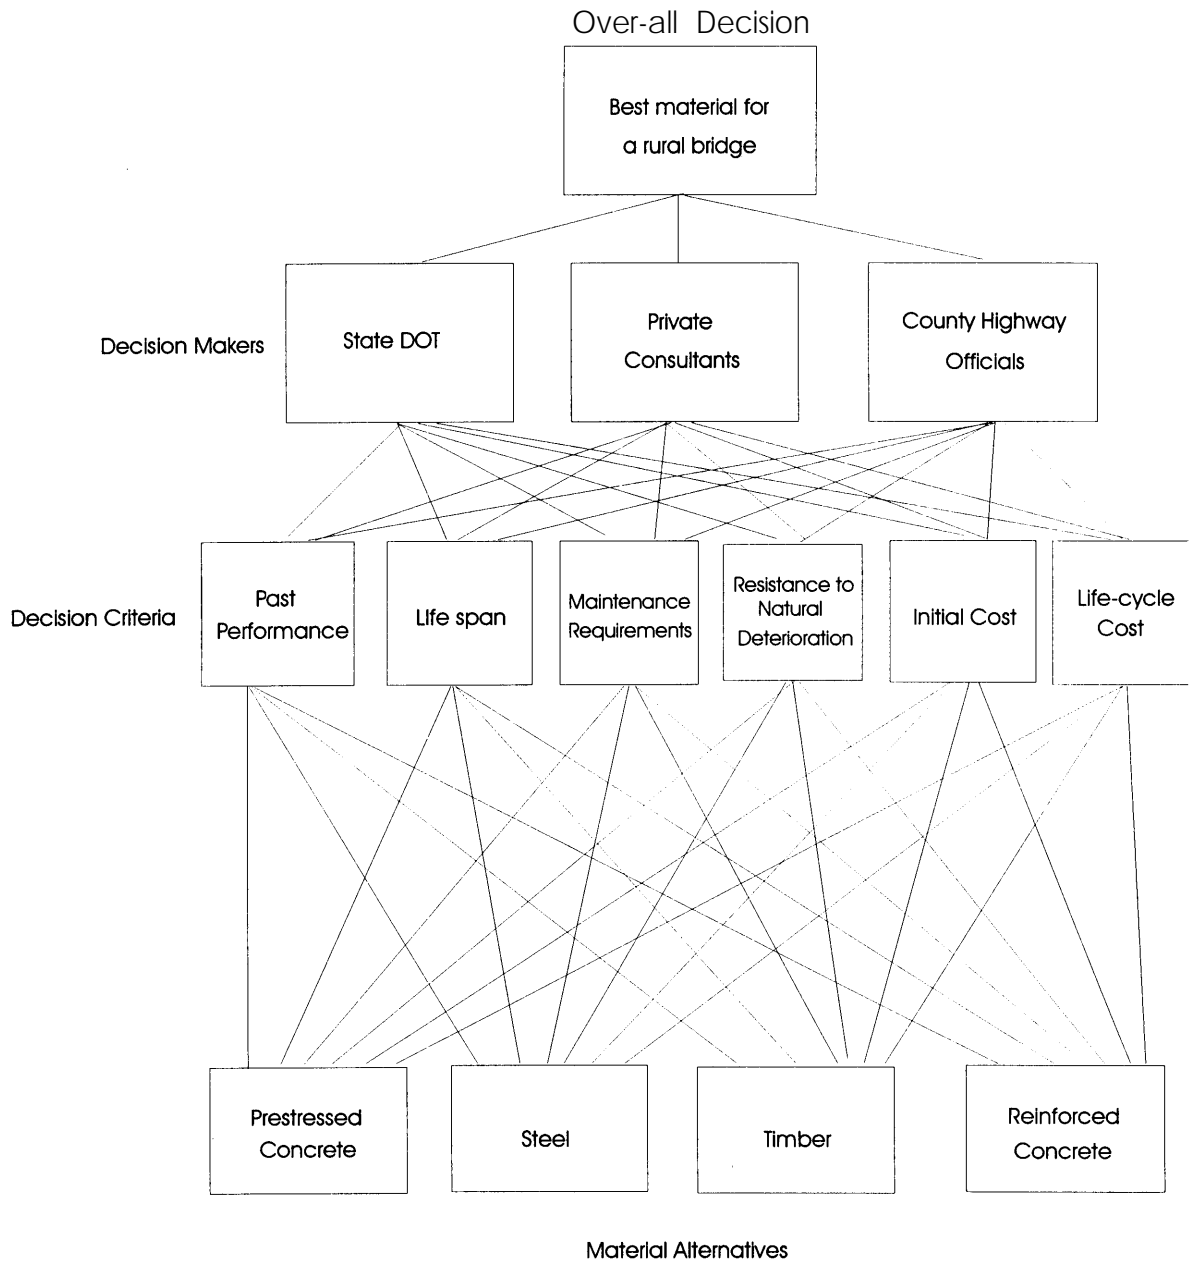 Over-all Decision
Best material for
a rural bridge
Decision Makers
State DOT
Private
Consultants
County Highway
Officials
Decision Criteria
Past
Performance
Life span
Maintenance
Requirements
Resistance to
Natural
Deterioration
Initial Cost
Life-cycle
Cost
Prestressed
Concrete
Steel
Timber
Reinforced
Concrete
Material Alternatives